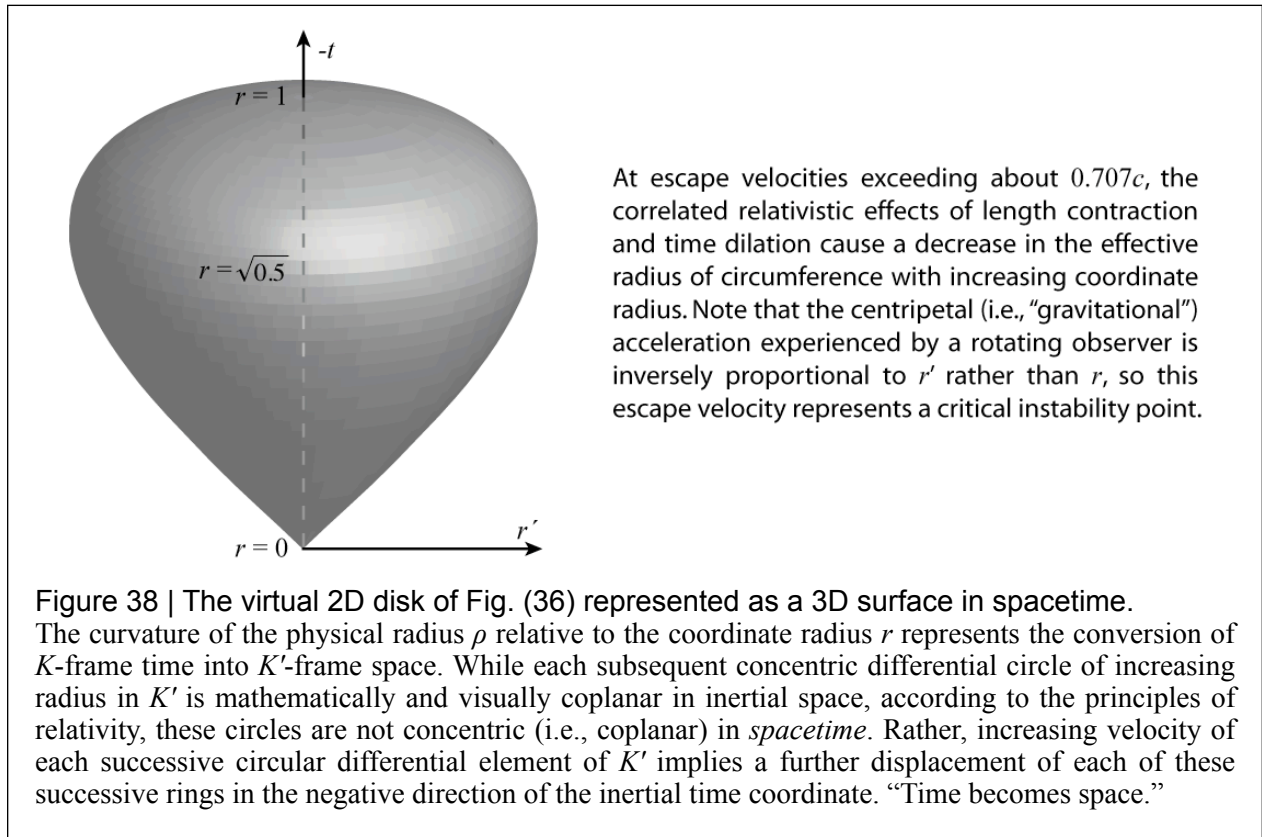 -t
r = 1
r = √0.5
r = 0
r′
At escape velocities exceeding about 0.707c, the
correlated relativistic effects of length contraction
and time dilation cause a decrease in the effective
radius of circumference with increasing coordinate
radius. Note that the centripetal (i.e., “gravitational”)
acceleration experienced by a rotating observer is
inversely proportional to r′ rather than r, so this
escape velocity represents a critical instability point.
Figure 38 | The virtual 2D disk of Fig. (36) represented as a 3D surface in spacetime.
The curvature of the physical radius ρ relative to the coordinate radius r represents the conversion of
K-frame time into K′-frame space. While each subsequent concentric differential circle of increasing
radius in K′ is mathematically and visually coplanar in inertial space, according to the principles of
relativity, these circles are not concentric (i.e., coplanar) in spacetime. Rather, increasing velocity of
each successive circular differential element of K′ implies a further displacement of each of these
successive rings in the negative direction of the inertial time coordinate. “Time becomes space.”